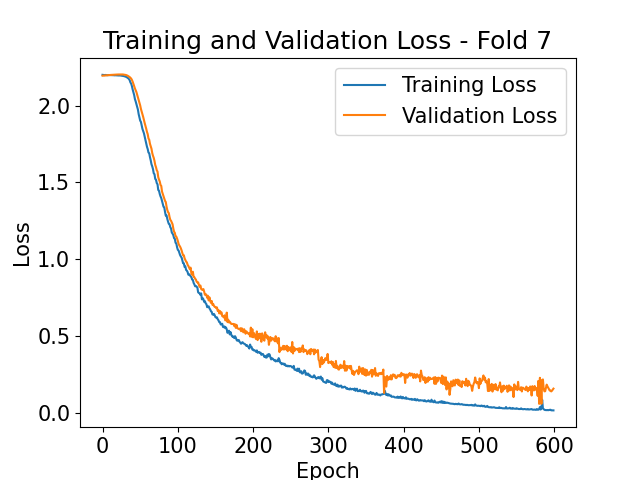 Training and Validation Loss - Fold 7
Training Loss
Validation Loss
Loss
2.0
1.5
1.0
0.5
0.0
0 100 200 300 400 500 600
Epoch